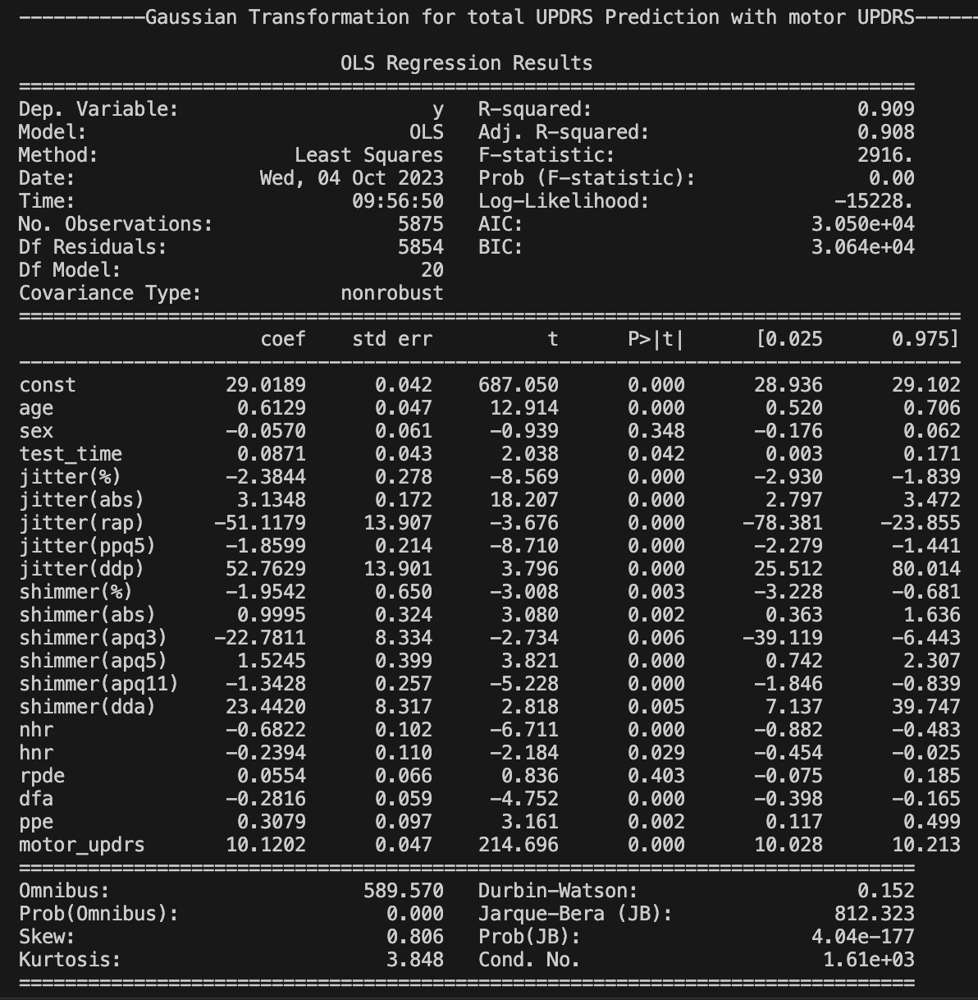 -----------Gaussian Transformation for total UPDRS Prediction with motor UPDRS------
OLS Regression Results
==============================================================================
Dep. Variable: y R-squared: 0.909
Model: OLS Adj. R-squared: 0.908
Method: Least Squares F-statistic: 2916.
Date: Wed, 04 Oct 2023 Prob (F-statistic): 0.00
Time: 09:56:50 Log-Likelihood: -15228.
No. Observations: 5875 AIC: 3.050e+04
Df Residuals: 5854 BIC: 3.064e+04
Df Model: 20
Covariance Type: nonrobust
==================================================================================
coef std err t P>|t| [0.025 0.975]
----------------------------------------------------------------------------------
const 29.0189 0.042 687.050 0.000 28.936 29.102
age 0.6129 0.047 12.914 0.000 0.520 0.706
sex -0.0570 0.061 -0.939 0.348 -0.176 0.062
test_time 0.0871 0.043 2.038 0.042 0.003 0.171
jitter(%) -2.3844 0.278 -8.569 0.000 -2.930 -1.839
jitter(abs) 3.1348 0.172 18.207 0.000 2.797 3.472
jitter(rap) -51.1179 13.907 -3.676 0.000 -78.381 -23.855
jitter(ppq5) -1.8599 0.214 -8.710 0.000 -2.279 -1.441
jitter(ddp) 52.7629 13.901 3.796 0.000 25.512 80.014
shimmer(%) -1.9542 0.650 -3.008 0.003 -3.228 -0.681
shimmer(abs) 0.9995 0.324 3.080 0.002 0.363 1.636
shimmer(apq3) -22.7811 8.334 -2.734 0.006 -39.119 -6.443
shimmer(apq5) 1.5245 0.399 3.821 0.000 0.742 2.307
shimmer(apq11) -1.3428 0.257 -5.228 0.000 -1.846 -0.839
shimmer(dda) 23.4420 8.317 2.818 0.005 7.137 39.747
nhr -0.6822 0.102 -6.711 0.000 -0.882 -0.483
hnr -0.2394 0.110 -2.184 0.029 -0.454 -0.025
rpde 0.0554 0.066 0.836 0.403 -0.075 0.185
dfa -0.2816 0.059 -4.752 0.000 -0.398 -0.165
ppe 0.3079 0.097 3.161 0.002 0.117 0.499
motor_updrs 10.1202 0.047 214.696 0.000 10.028 10.213
==============================================================================
Omnibus: 589.570 Durbin-Watson: 0.152
Prob(Omnibus): 0.000 Jarque-Bera (JB): 812.323
Skew: 0.806 Prob(JB): 4.04e-177
Kurtosis: 3.848 Cond. No. 1.61e+03
==============================================================================